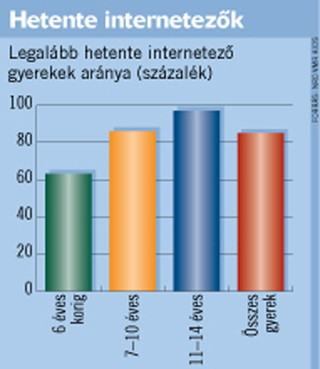 Hetente internetezők
Legalább hetente internetező
gyerekek aránya (százalék)
100
80
60
40
20
0
6 éves
korig
7–10 éves
11–14 éves
Összes
gyerek